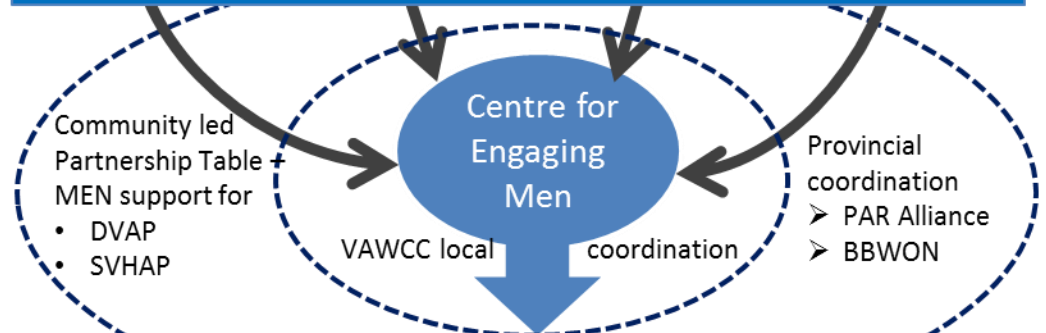 Community led
Partnership Table +
MEN support for
• DVAP
• SVHAP
Centre for
Engaging
Men
VAWCC local coordination
Provincial
coordination
➢ PAR Alliance
➢ BBWON